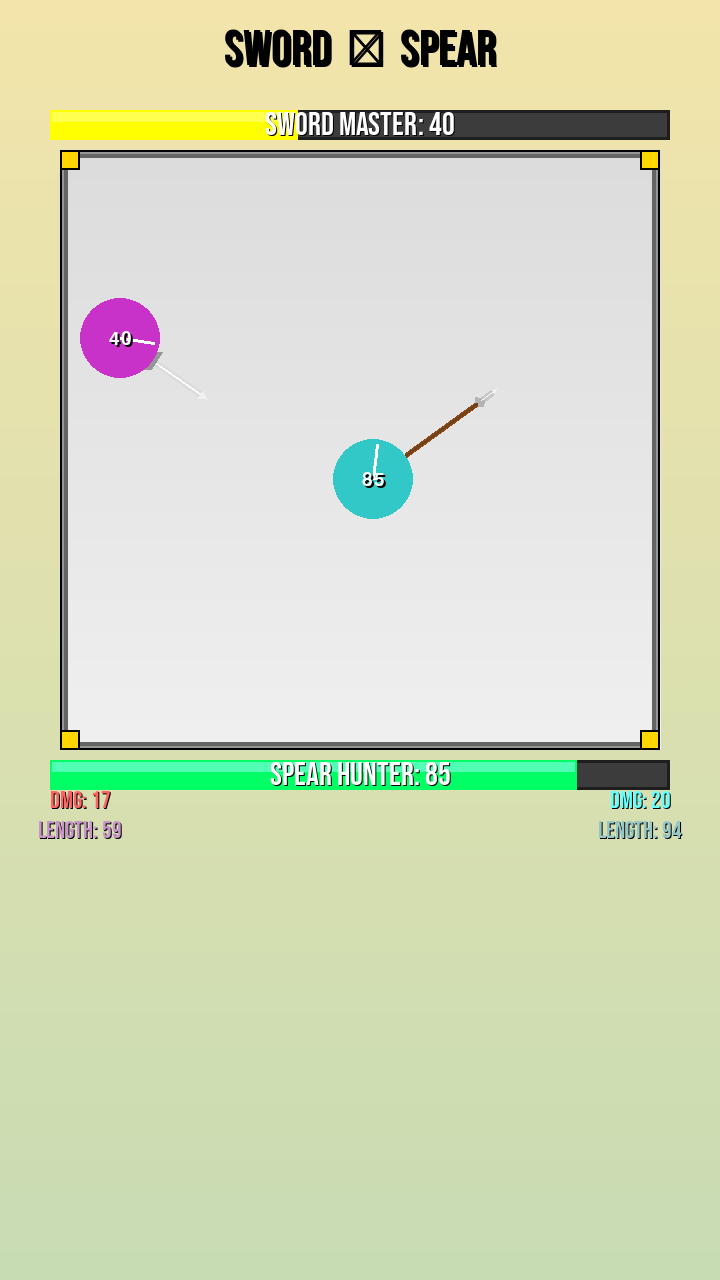 SWORD SPEAR
SWORD MASTER: 40
40
85
SPEAR HUNTER: 85
DMG: 17 DMG: 20
LENGTH: 59 LENGTH: 94